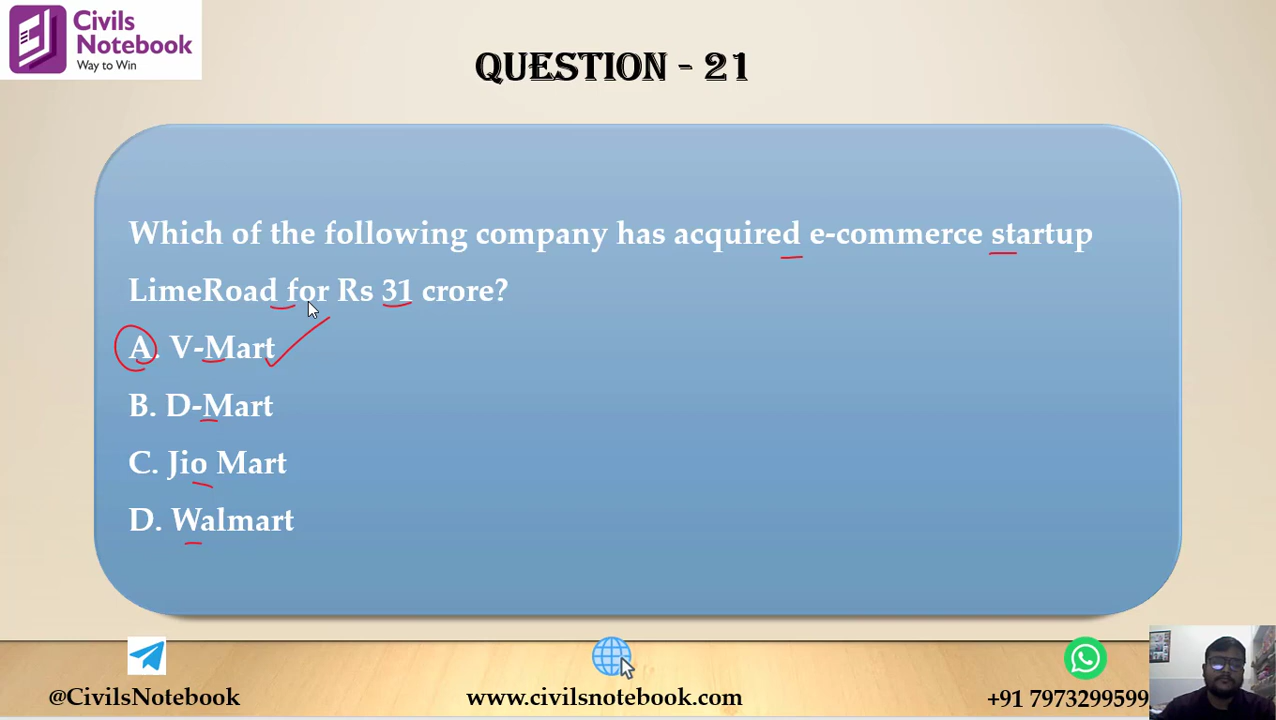 Civils
Notebook
Way to Win
QUESTION - 21
Which of the following company has acquired e-commerce startup
LimeRoad for Rs 31 crore?
A. V-Mart
B. D-Mart
C. Jio Mart
D. Walmart
@CivilsNotebook
www.civilsnotebook.com
+91 7973299599